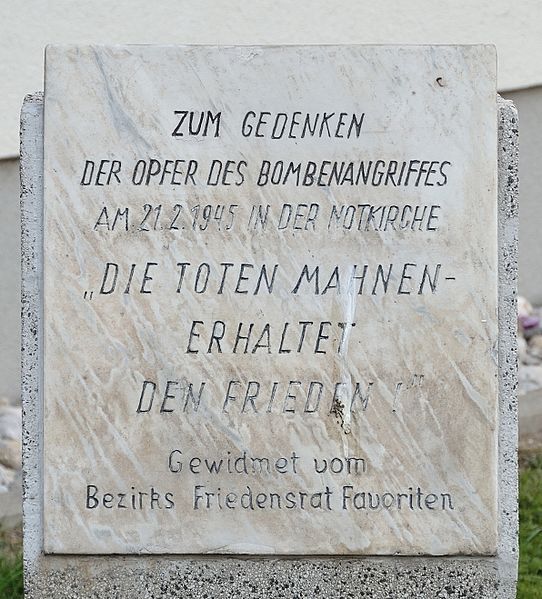 ZUM GEDENKEN
DER OPFER DES BOMBENANGRIFFES
AM 21.2.1945 IN DER NOTKIRCHE
„DIE TOTEN MAHNEN-
ERHALTET
DEN FRIEDEN !"
Gewidmet vom
Bezirks Friedensrat Favoriten